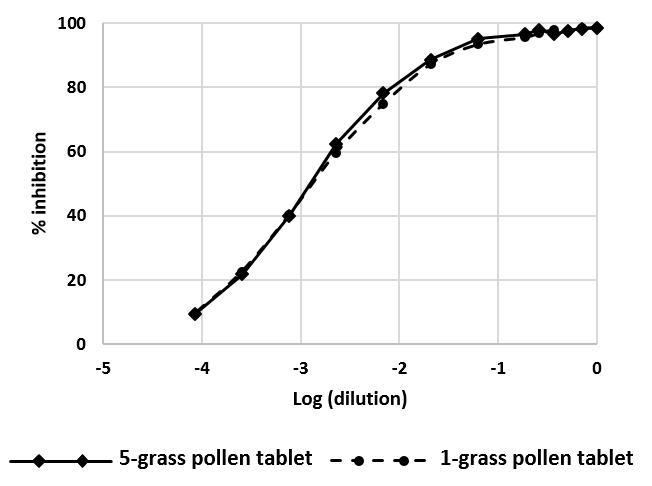 100
80
60
40
20
0
% inhibition
-5 -4 -3 -2 -1 0
Log (dilution)
5-grass pollen tablet 1-grass pollen tablet